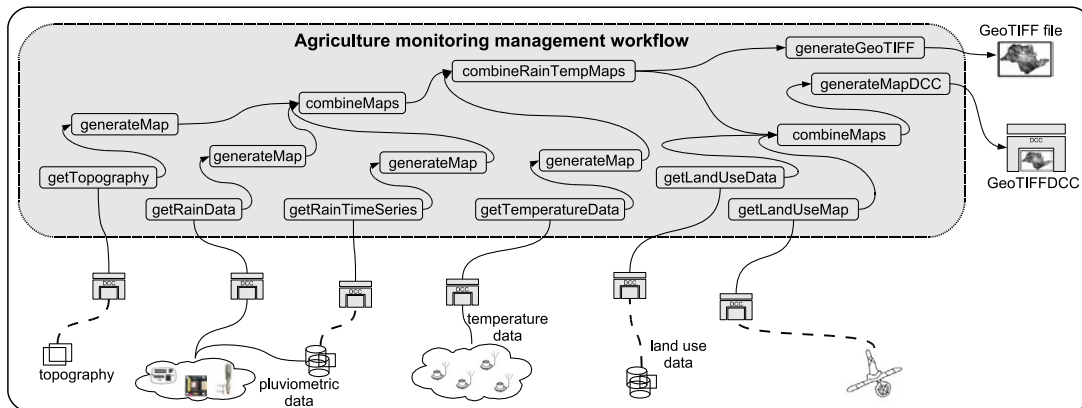 Agriculture monitoring management workflow
GeoTIFF file
generateGeoTIFF
combineRainTempMaps
generateMapDCC
combineMaps
generateMap
combineMaps
DCC
generateMap
generateMap
generateMap
getTopography
getLandUseData
GeoTIFFDCC
getRainData
getRainTimeSeries
getTemperatureData
getLandUseMap
DCC
DCC
DCC
DCC
DCC
DCC
temperature
data
land use
data
topography
pluviometric
data